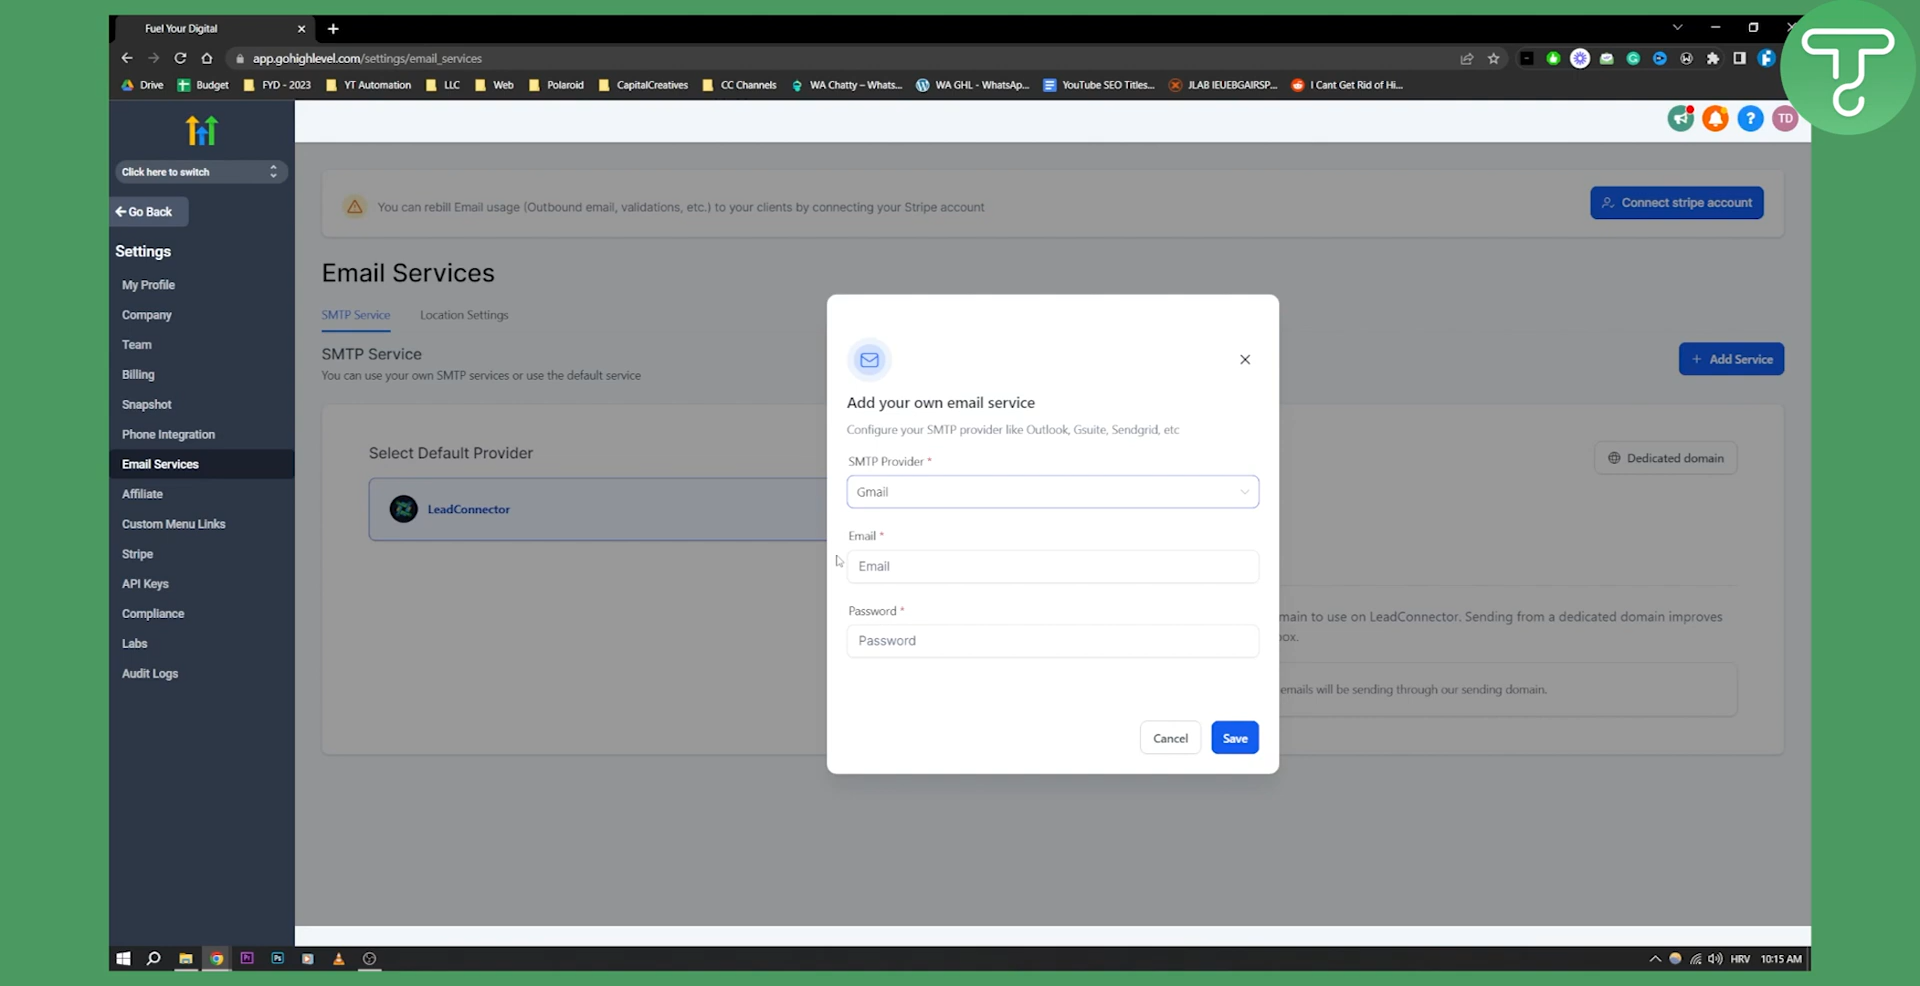 Fuel Your Digital
app.gohighlevel.com/settings/email_services
Drive Budget FYD - 2023 YT Automation LLC Web Polaroid CapitalCreatives CC Channels WA Chatty – Whats... WA GHL - WhatsAp... YouTube SEO Titles... JLAB IEUEBGAIRSP... I Cant Get Rid of Hi...
TD
Click here to switch
Go Back
Settings
My Profile
Company
Team
Billing
Snapshot
Phone Integration
Email Services
Affiliate
Custom Menu Links
Stripe
API Keys
Compliance
Labs
Audit Logs
You can rebill Email usage (Outbound email, validations, etc.) to your clients by connecting your Stripe account
Connect stripe account
Email Services
SMTP Service Location Settings
SMTP Service
You can use your own SMTP services or use the default service
+ Add Service
Select Default Provider
LeadConnector
Dedicated domain
main to use on LeadConnector. Sending from a dedicated domain improves
box.
emails will be sending through our sending domain.
Add your own email service
Configure your SMTP provider like Outlook, Gsuite, Sendgrid, etc
SMTP Provider *
Gmail
Email *
Email
Password *
Password
Cancel Save
Pr Ps
HRV 10:15 AM